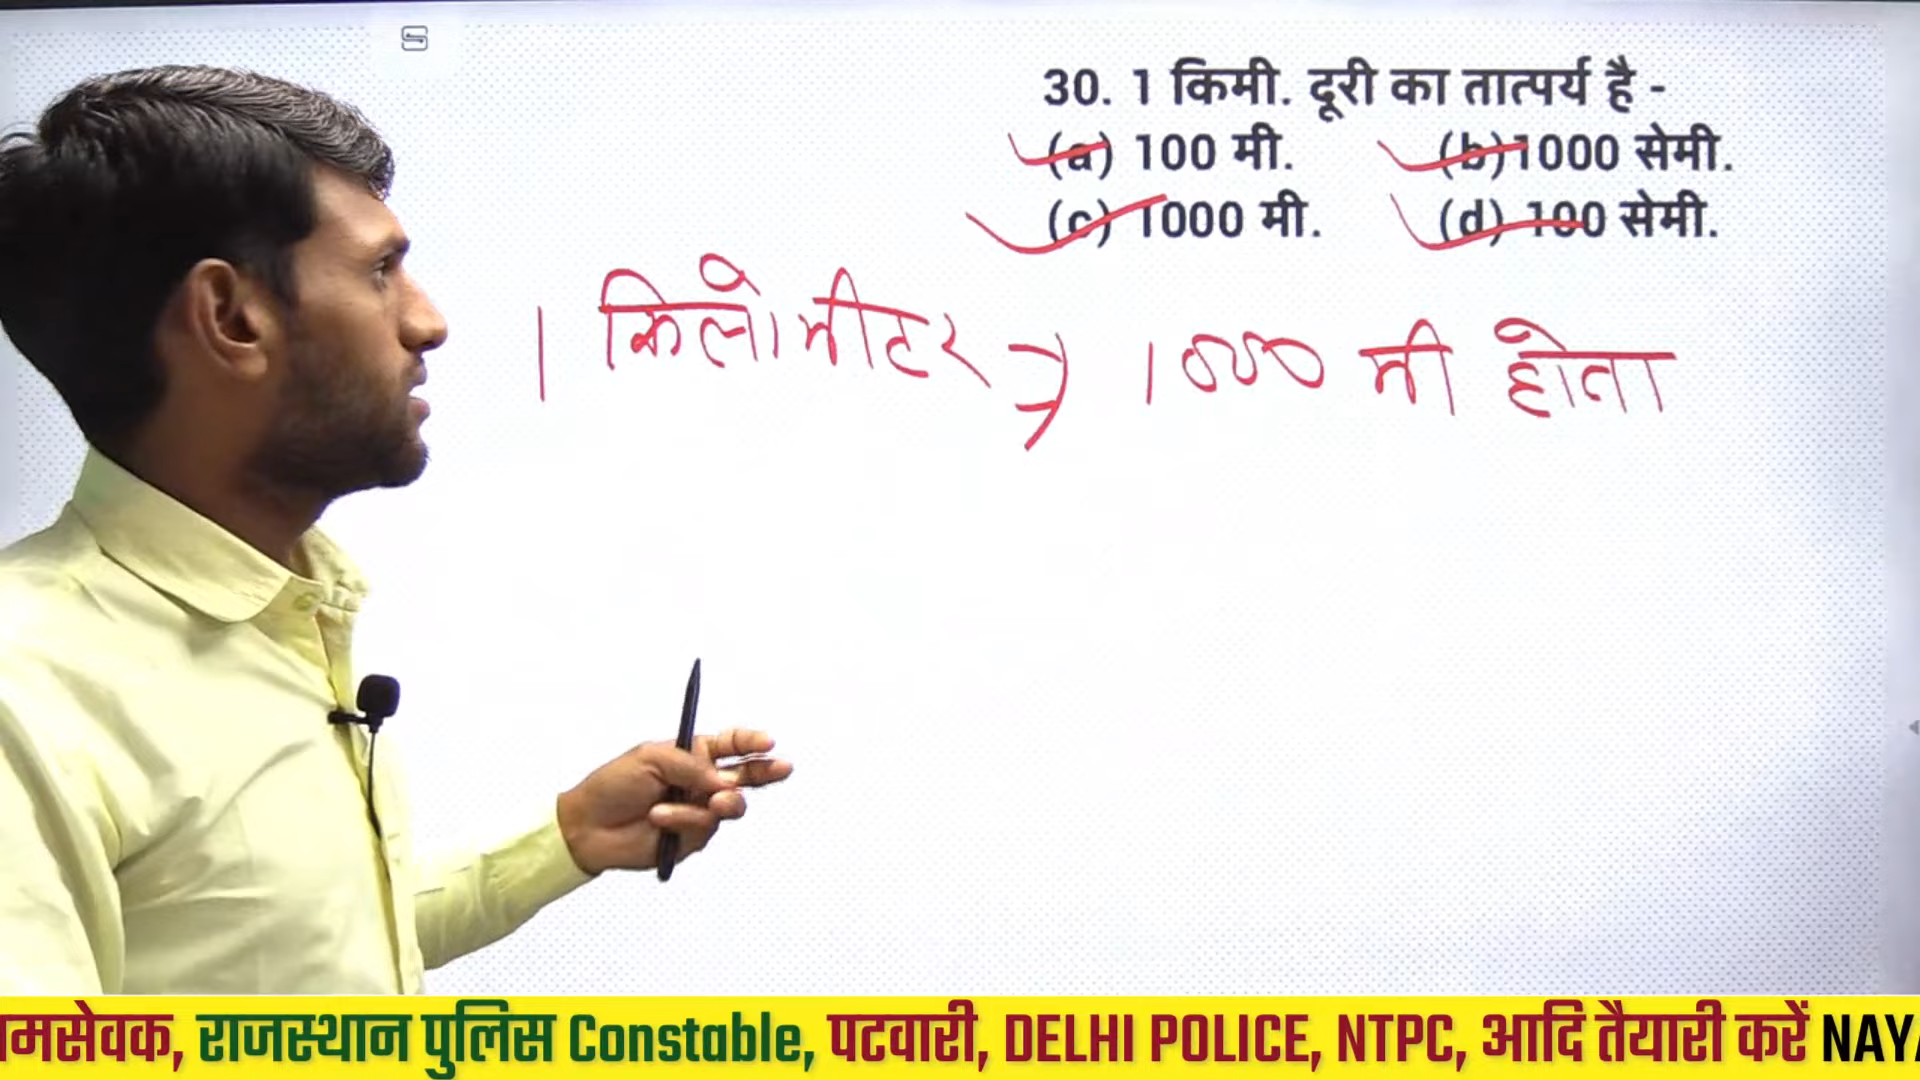 30. 1 किमी. दूरी का तात्पर्य है -
(a) 100 मी. (b) 1000 सेमी.
(c) 1000 मी. (d) 100 सेमी.
1 किलोमीटर ⇒ 1000 मी होता
मसेवक, राजस्थान पुलिस Constable, पटवारी, DELHI POLICE, NTPC, आदि तैयारी करें NAYA